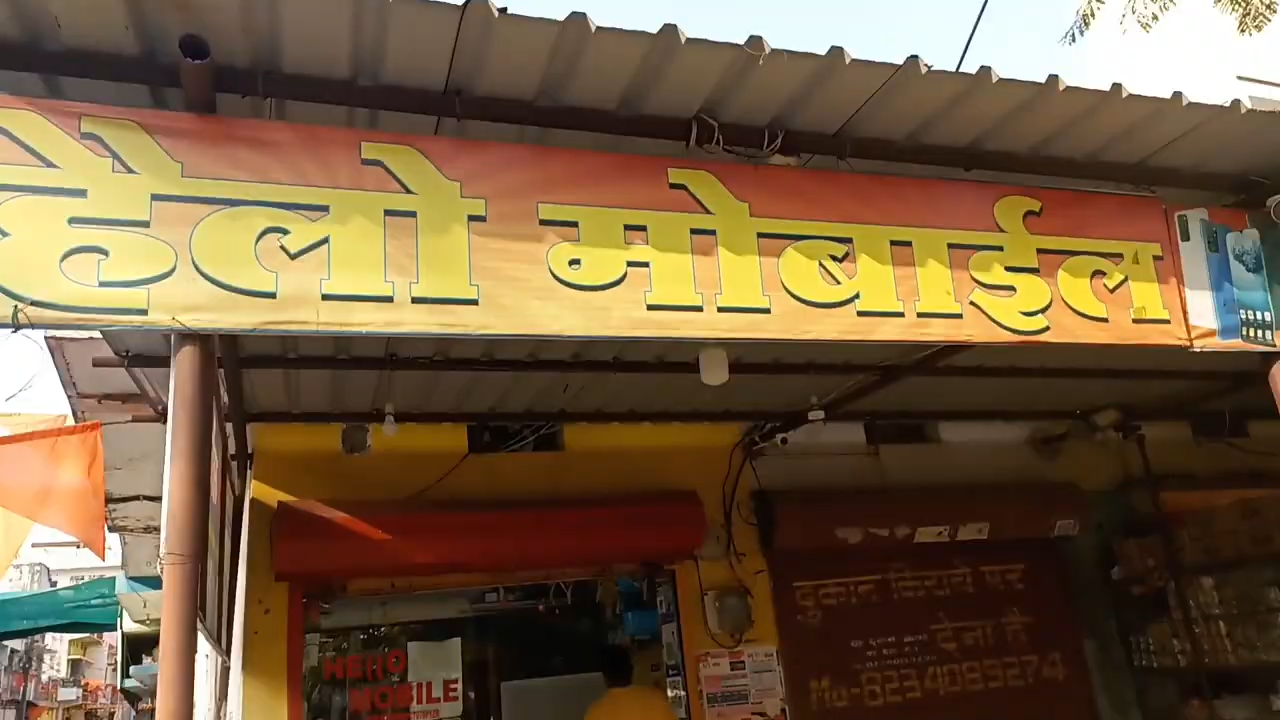 हैलो मोबाईल
HEllO
MOBILE
दुकान किराये पर
देना है
Mo-8234089274